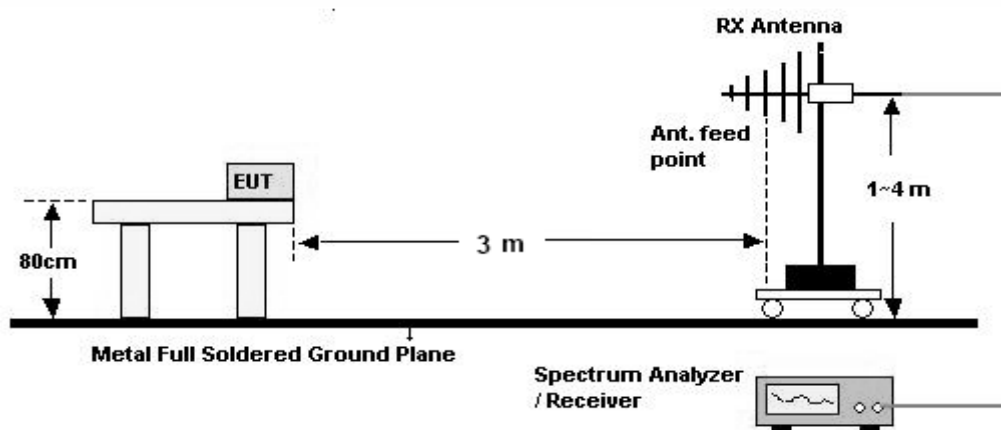 RX Antenna
Ant. feed
point
EUT
1~4 m
3 m
80cm
Metal Full Soldered Ground Plane
Spectrum Analyzer
/ Receiver